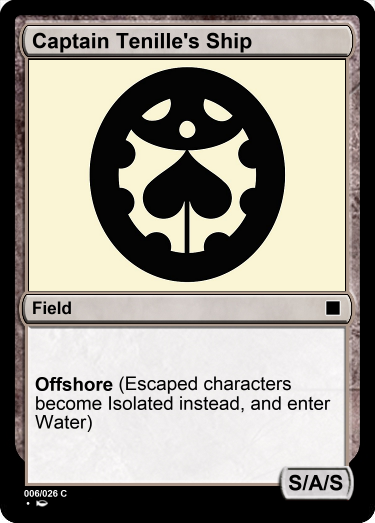 Captain Tenille's Ship
Field
Offshore (Escaped characters
become Isolated instead, and enter
Water)
S/A/S
006/026 C